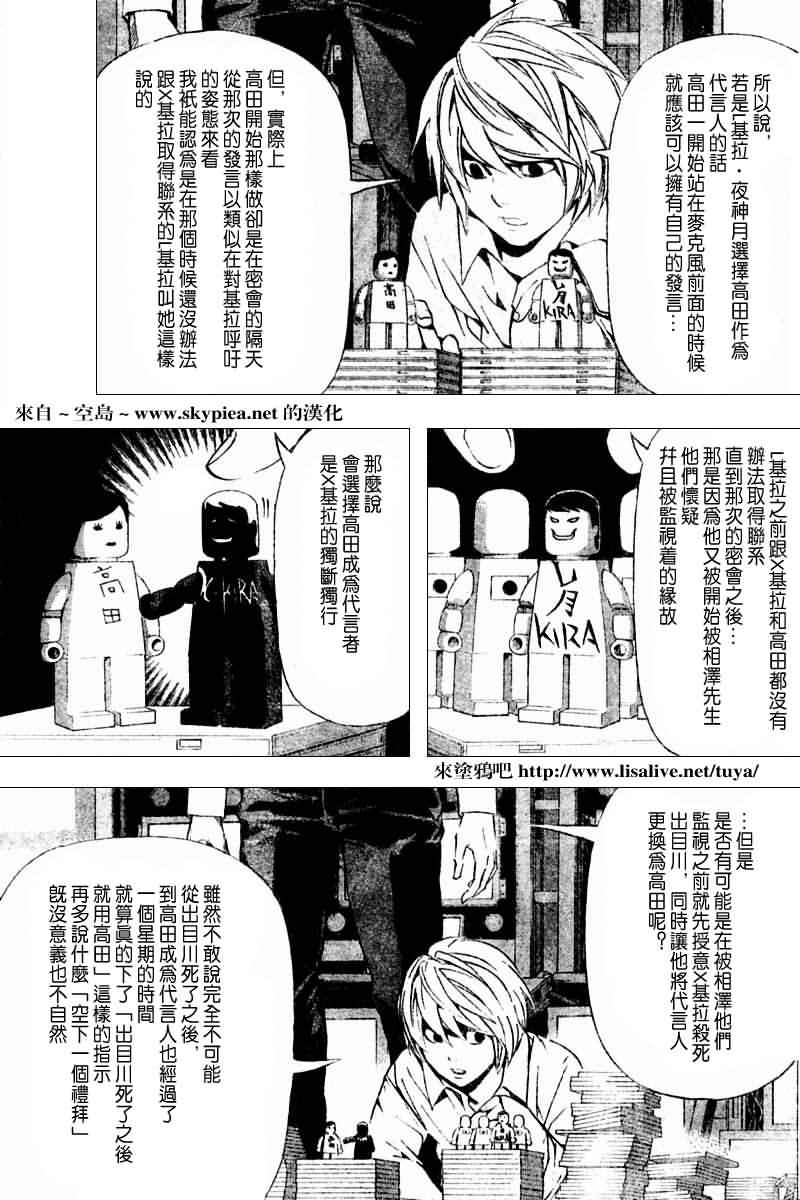 所以說,
若是L基拉．夜神月選擇高田作為
代言人的話
高田一開始站在麥克風前面的時候
就應該可以擁有自己的發言…
但, 實際上
高田開始那樣做卻是在密會的隔天
從那次的發言以類似在對基拉呼吁
的姿態來看
我衹能認為是在那個時候還沒辦法
跟X基拉取得聯系的L基拉叫她這樣
說的
高田
L月
KIRA
來自～空島～www.skypiea.net 的漢化
L基拉之前跟X基拉和高田都沒有
辦法取得聯系
直到那次的密會之後…
那是因為他又被開始被相澤先生
他們懷疑
幷且被監視着的緣故
L月
KIRA
那麼說
會選擇高田成為代言者
是X基拉的獨斷獨行
高田
X KIRA
來塗鴉吧 http://www.lisalive.net/tuya/
…但是
是否有可能是在被相澤他們
監視之前就先授意X基拉殺死
出目川, 同時讓他將代言人
更換為高田呢?
雖然不敢說完全不可能
從出目川死了之後,
到高田成為代言人也經過了
一個星期的時間
就算眞的下了「出目川死了之後
就用高田」這樣的指示
再多說什麼「空下一個禮拜」
旣沒意義也不自然